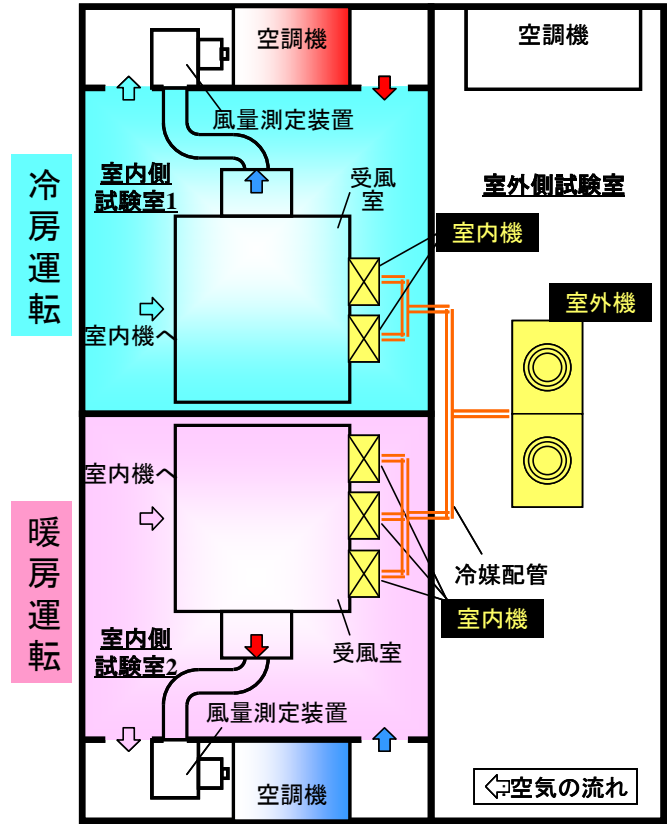 空調機
空調機
風量測定装置
冷房運転
室内側
試験室1
受風
室
室外側試験室
室内機
室外機
室内機へ
室内機へ
暖房運転
冷媒配管
室内機
室内側
試験室2
受風室
風量測定装置
空調機
空気の流れ